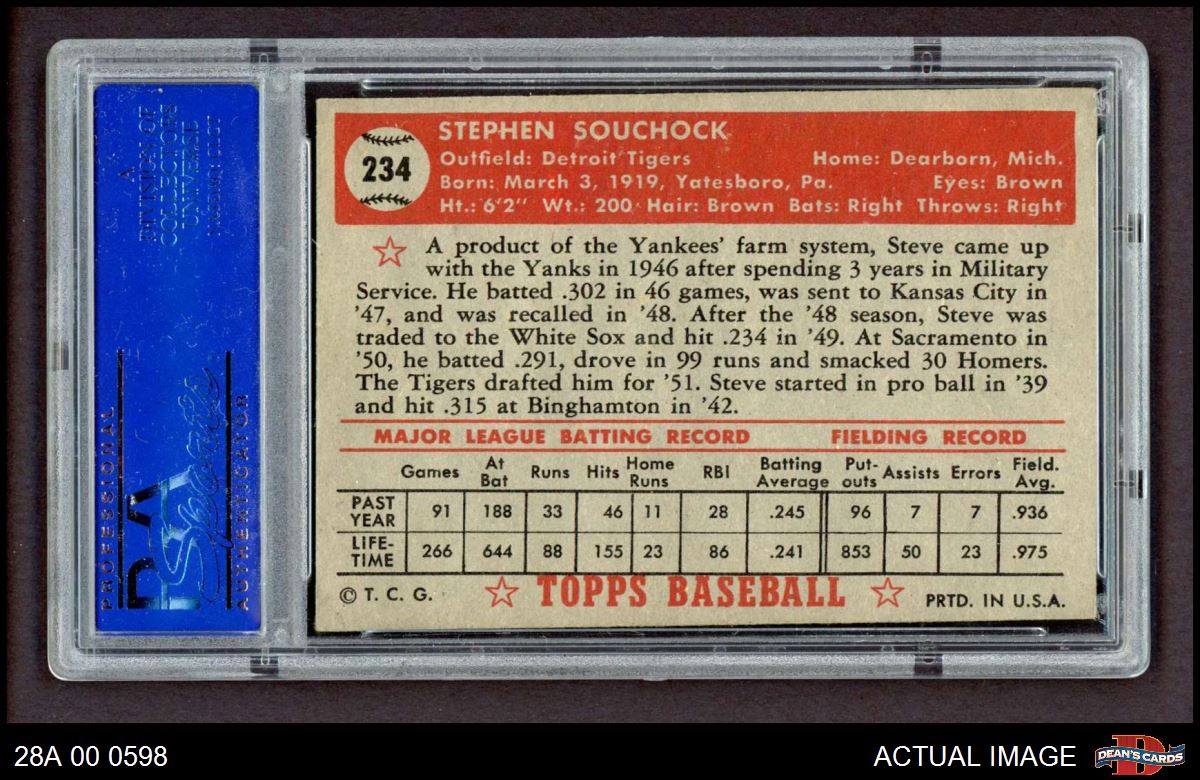 A
DIVISION OF
COLLECTORS
UNIVERSE
NASDAQ: CLCT
PROFESSIONAL
PSA
SPORTS
AUTHENTICATOR
234
STEPHEN SOUCHOCK
Outfield: Detroit Tigers Home: Dearborn, Mich.
Born: March 3, 1919, Yatesboro, Pa. Eyes: Brown
Ht.: 6'2" Wt.: 200 Hair: Brown Bats: Right Throws: Right
A product of the Yankees' farm system, Steve came up
with the Yanks in 1946 after spending 3 years in Military
Service. He batted .302 in 46 games, was sent to Kansas City in
'47, and was recalled in '48. After the '48 season, Steve was
traded to the White Sox and hit .234 in '49. At Sacramento in
'50, he batted .291, drove in 99 runs and smacked 30 Homers.
The Tigers drafted him for '51. Steve started in pro ball in '39
and hit .315 at Binghamton in '42.
MAJOR LEAGUE BATTING RECORD FIELDING RECORD
Games At Bat Runs Hits Home Runs RBI Batting Average Put-outs Assists Errors Field. Avg.
PAST YEAR 91 188 33 46 11 28 .245 96 7 7 .936
LIFE-TIME 266 644 88 155 23 86 .241 853 50 23 .975
© T. C. G. TOPPS BASEBALL PRTD. IN U.S.A.
28A 00 0598 ACTUAL IMAGE DEAN'S CARDS